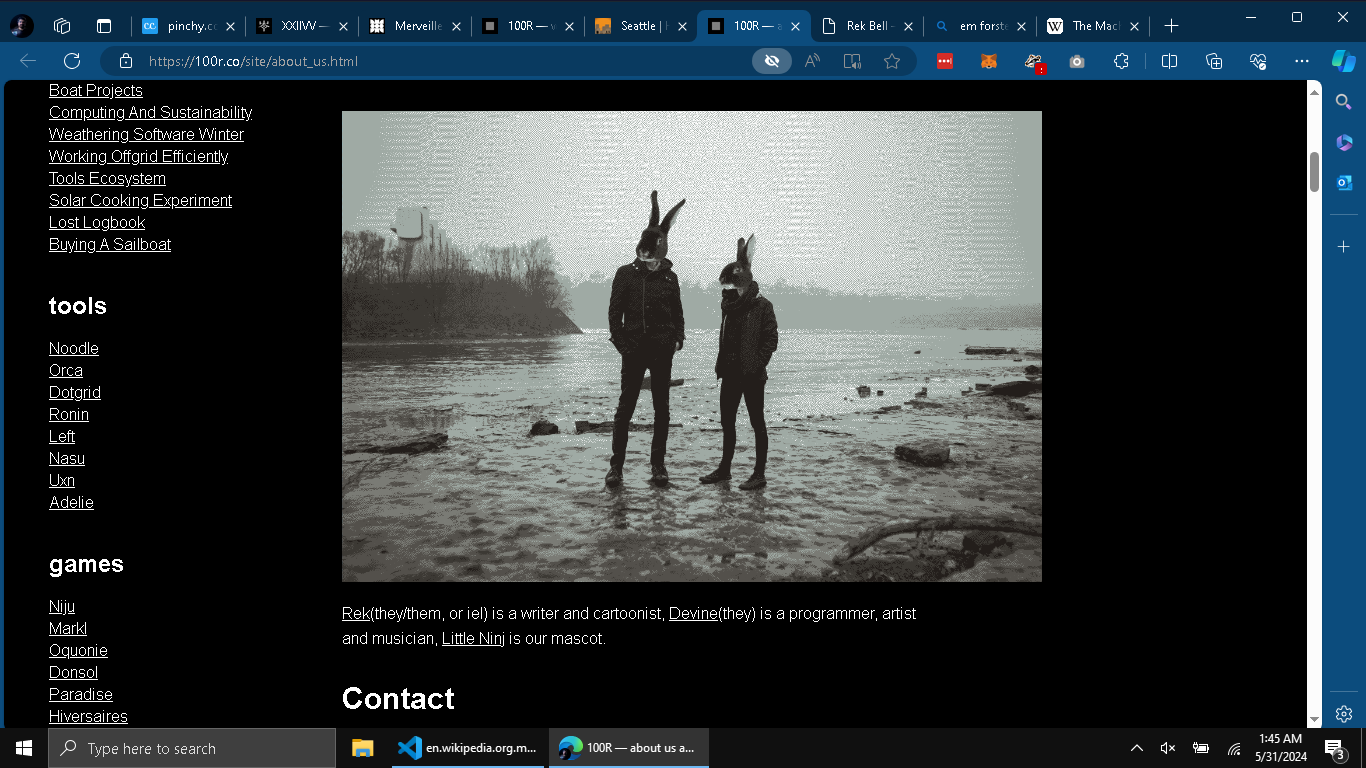 pinchy.cc
XXIIVV —
Merveille
100R — v
Seattle | H
100R — a
Rek Bell -
em forste
The Mach
https://100r.co/site/about_us.html
Boat Projects
Computing And Sustainability
Weathering Software Winter
Working Offgrid Efficiently
Tools Ecosystem
Solar Cooking Experiment
Lost Logbook
Buying A Sailboat
tools
Noodle
Orca
Dotgrid
Ronin
Left
Nasu
Uxn
Adelie
games
Niju
Markl
Oquonie
Donsol
Paradise
Hiversaires
Rek(they/them, or iel) is a writer and cartoonist, Devine(they) is a programmer, artist
and musician, Little Ninj is our mascot.
Contact
Type here to search
en.wikipedia.org.m...
100R — about us a...
1:45 AM
5/31/2024
3